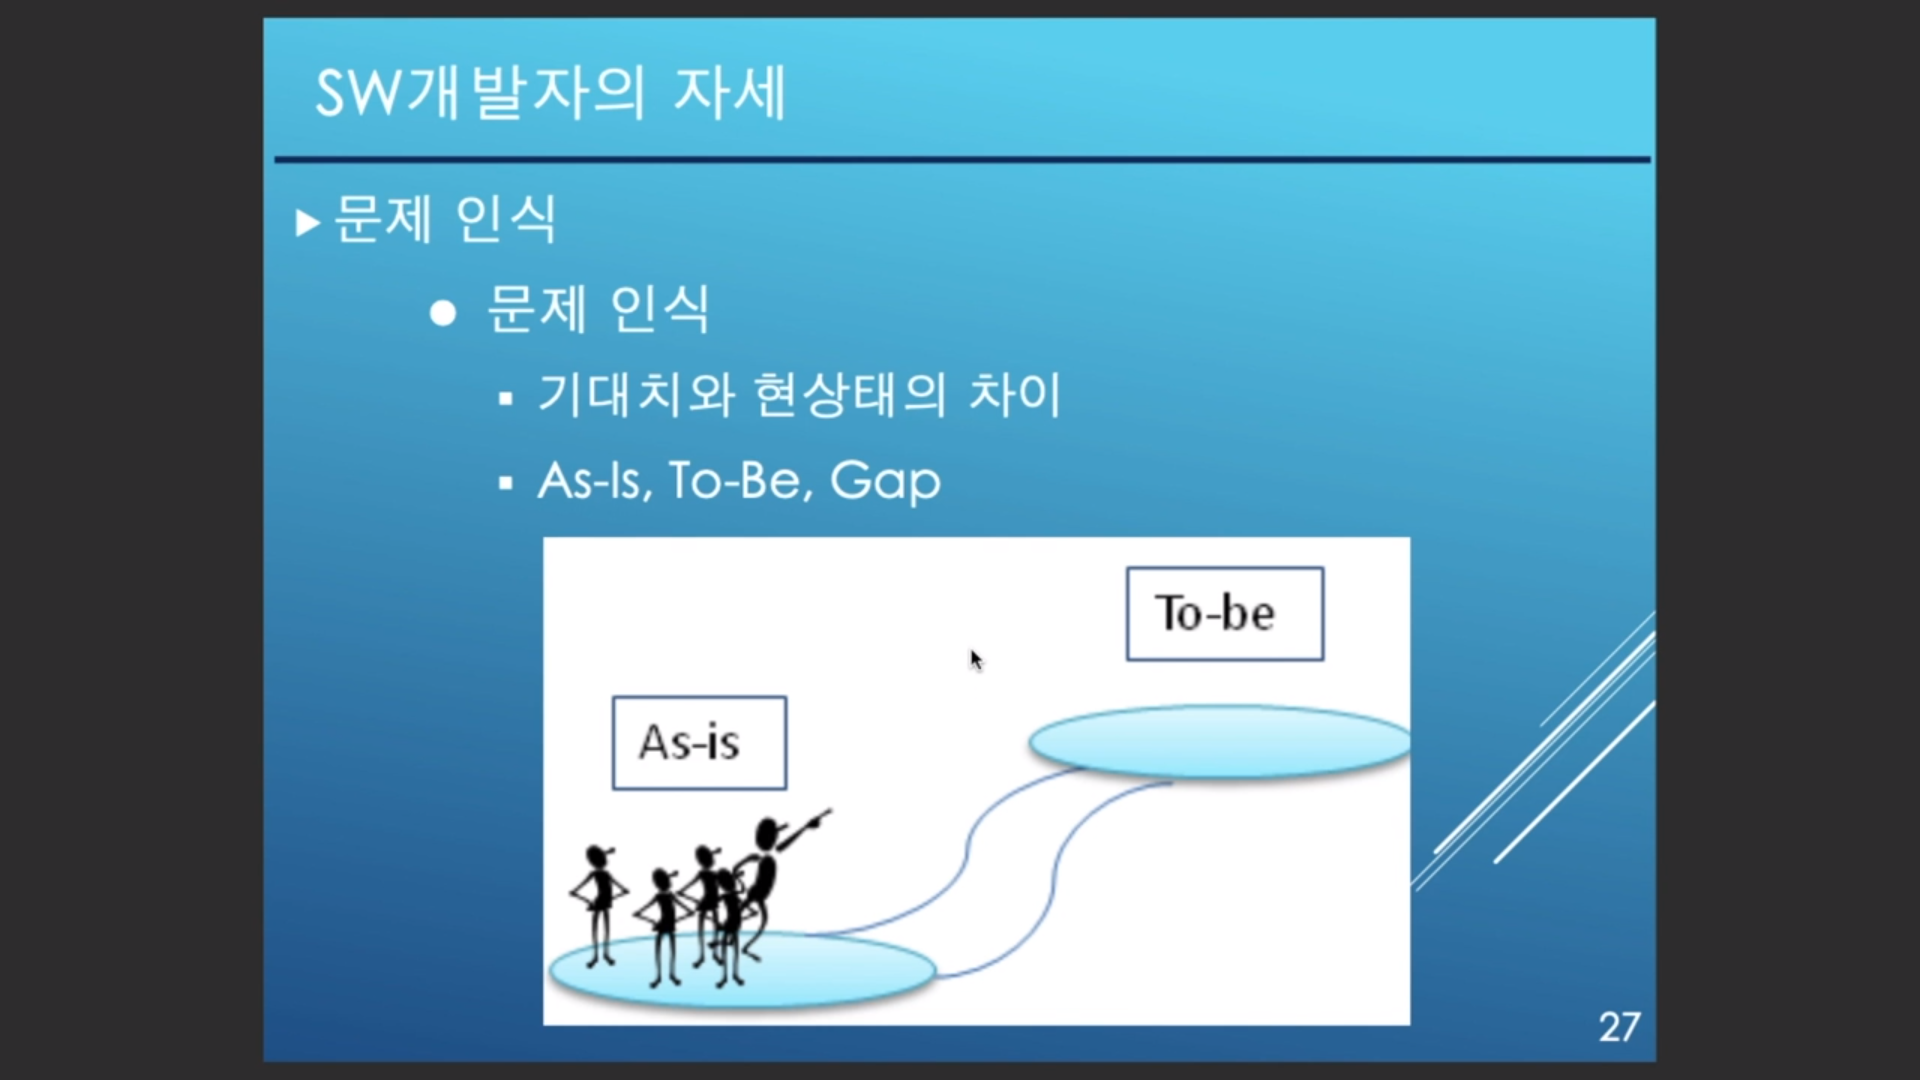 SW개발자의 자세
문제 인식
문제 인식
기대치와 현상태의 차이
As-Is, To-Be, Gap
To-be
As-is
27